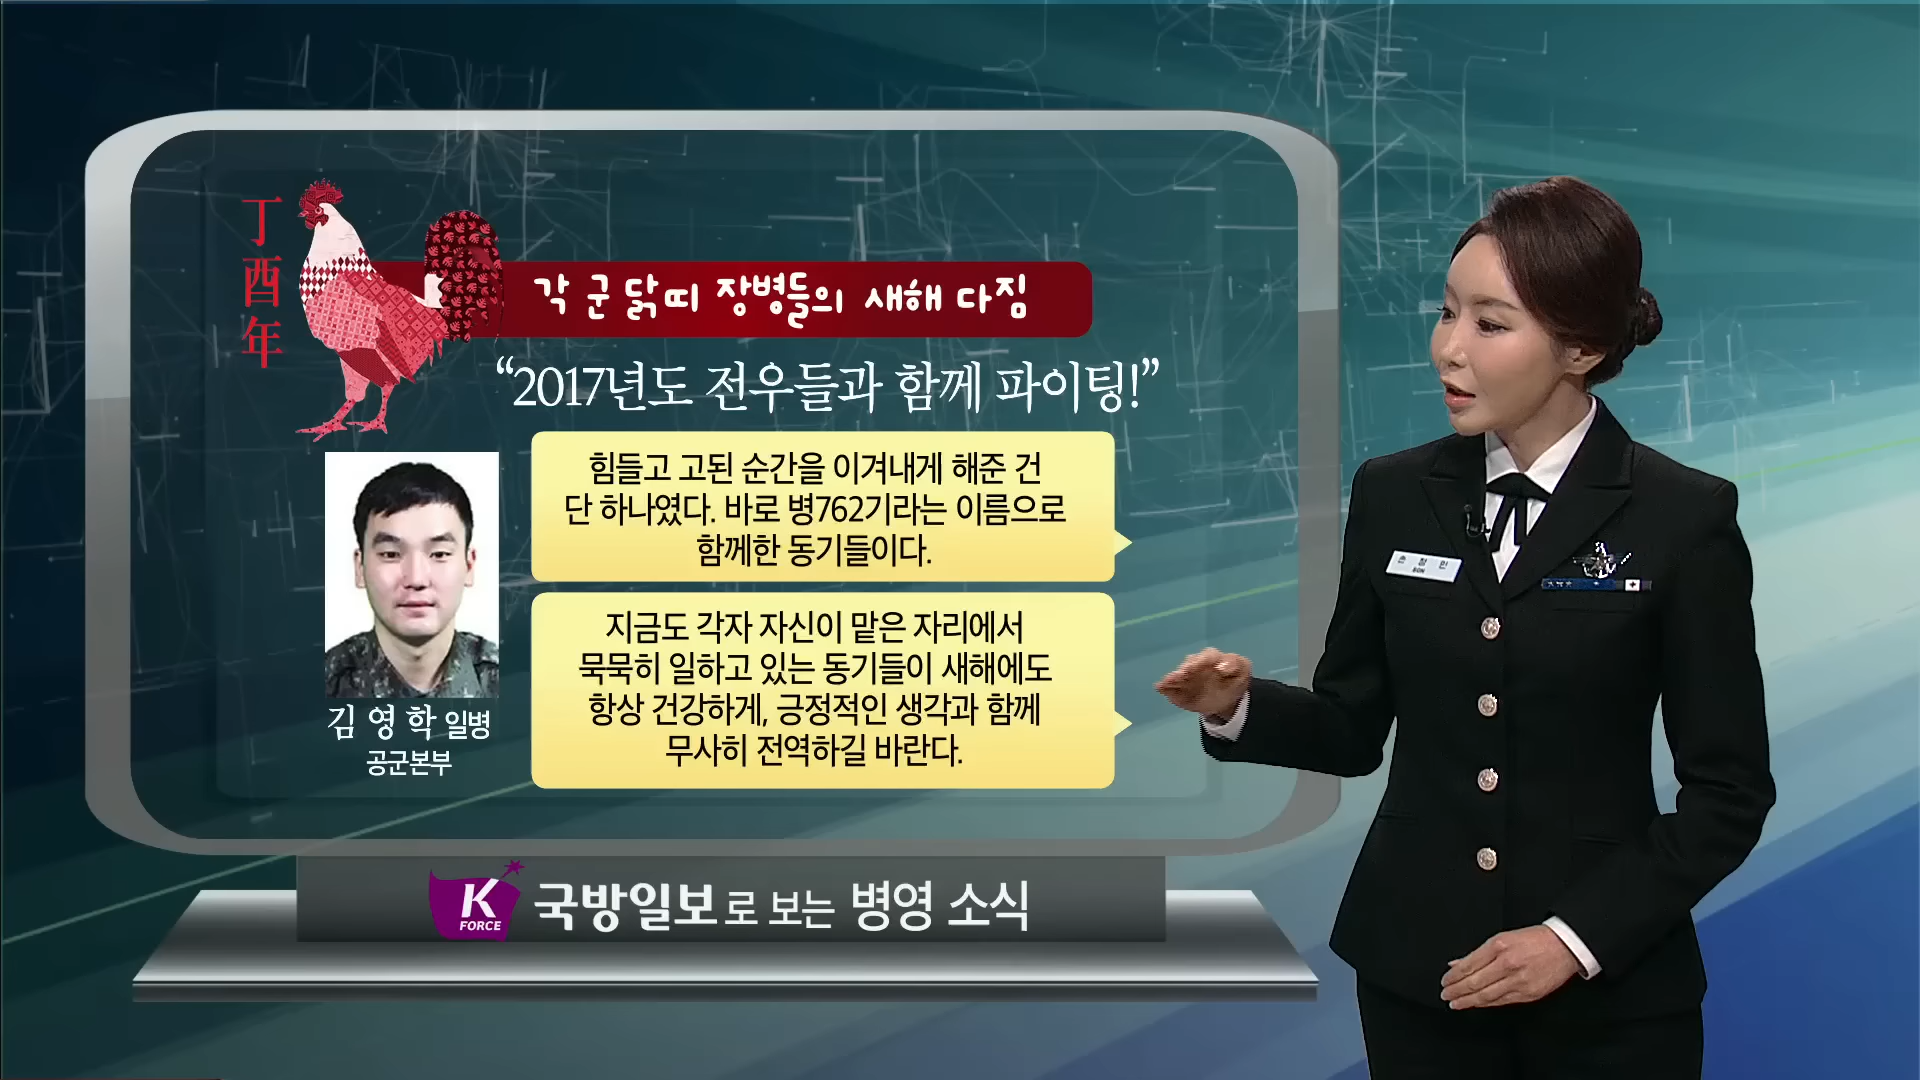 丁酉年
각 군 닭띠 장병들의 새해 다짐
“2017년도 전우들과 함께 파이팅!”
힘들고 고된 순간을 이겨내게 해준 건
단 하나였다. 바로 병762기라는 이름으로
함께한 동기들이다.
지금도 각자 자신이 맡은 자리에서
묵묵히 일하고 있는 동기들이 새해에도
항상 건강하게, 긍정적인 생각과 함께
무사히 전역하길 바란다.
김영학 일병
공군본부
K FORCE 국방일보로 보는 병영 소식
손 정 민
SON